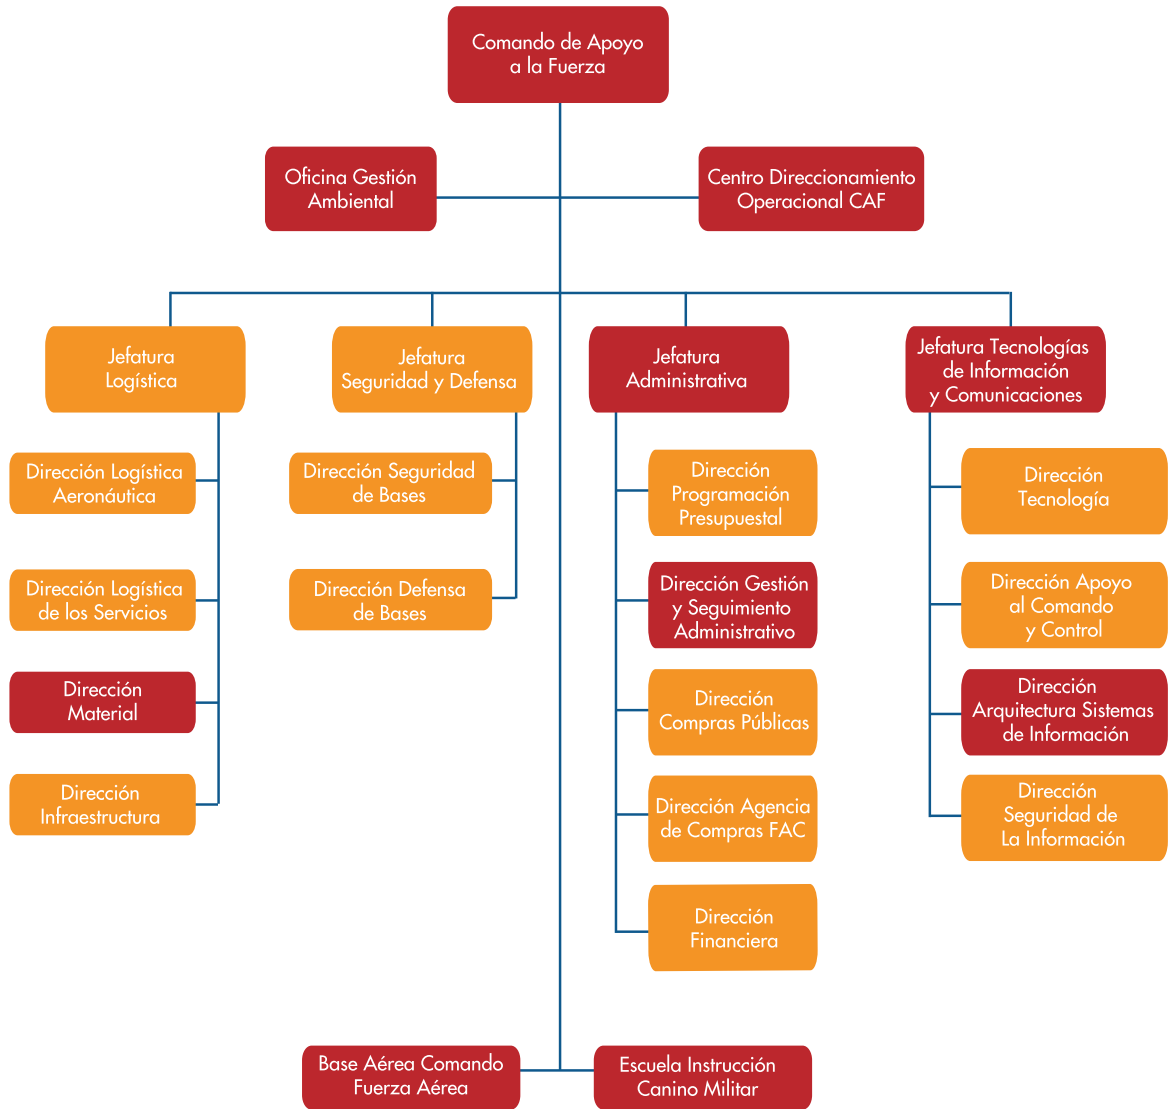 Comando de Apoyo
a la Fuerza
Oficina Gestión
Ambiental
Centro Direccionamiento
Operacional CAF
Jefatura
Logística
Jefatura
Seguridad y Defensa
Jefatura
Administrativa
Jefatura Tecnologías
de Información
y Comunicaciones
Dirección Logística
Aeronáutica
Dirección Logística
de los Servicios
Dirección
Material
Dirección
Infraestructura
Dirección Seguridad
de Bases
Dirección Defensa
de Bases
Dirección
Programación
Presupuestal
Dirección Gestión
y Seguimiento
Administrativo
Dirección
Compras Públicas
Dirección Agencia
de Compras FAC
Dirección
Financiera
Dirección
Tecnología
Dirección Apoyo
al Comando
y Control
Dirección
Arquitectura Sistemas
de Información
Dirección
Seguridad de
La Información
Base Aérea Comando
Fuerza Aérea
Escuela Instrucción
Canino Militar